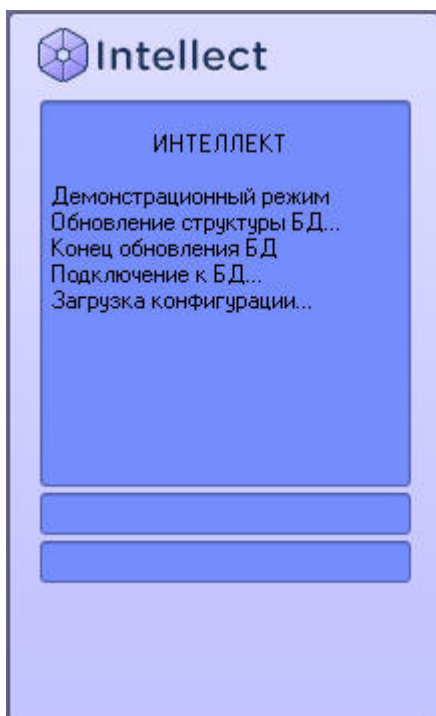 Intellect
ИНТЕЛЛЕКТ
Демонстрационный режим
Обновление структуры БД...
Конец обновления БД
Подключение к БД...
Загрузка конфигурации...